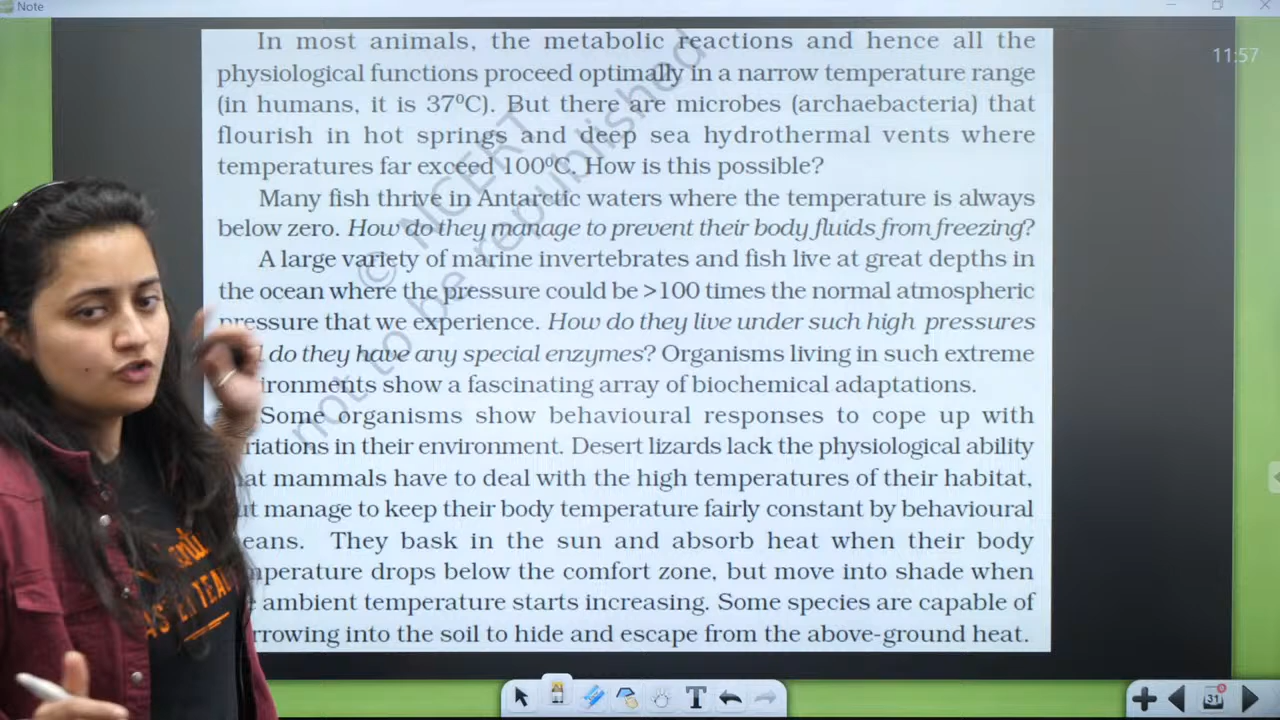 Note
11:57
In most animals, the metabolic reactions and hence all the
physiological functions proceed optimally in a narrow temperature range
(in humans, it is 37⁰C). But there are microbes (archaebacteria) that
flourish in hot springs and deep sea hydrothermal vents where
temperatures far exceed 100⁰C. How is this possible?
Many fish thrive in Antarctic waters where the temperature is always
below zero. How do they manage to prevent their body fluids from freezing?
A large variety of marine invertebrates and fish live at great depths in
the ocean where the pressure could be >100 times the normal atmospheric
pressure that we experience. How do they live under such high pressures
do they have any special enzymes? Organisms living in such extreme
ironments show a fascinating array of biochemical adaptations.
Some organisms show behavioural responses to cope up with
riations in their environment. Desert lizards lack the physiological ability
at mammals have to deal with the high temperatures of their habitat,
ut manage to keep their body temperature fairly constant by behavioural
eans. They bask in the sun and absorb heat when their body
mperature drops below the comfort zone, but move into shade when
ambient temperature starts increasing. Some species are capable of
rrowing into the soil to hide and escape from the above-ground heat.
© NCERT
not to be republished
TEA
T
31